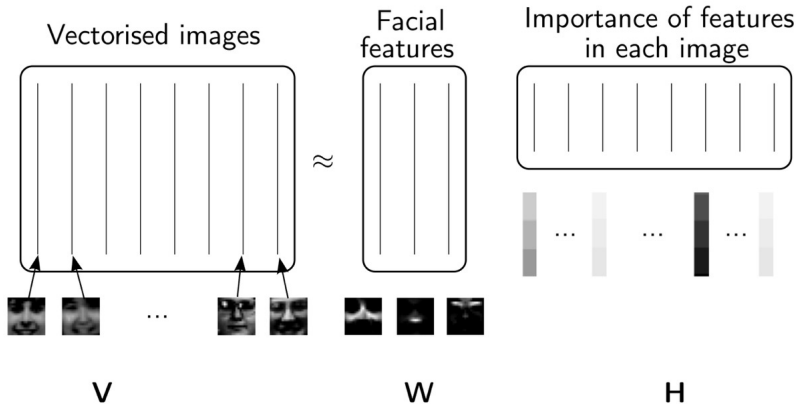 Vectorised images
Facial
features
Importance of features
in each image
≈
...
... ... ...
V
W
H